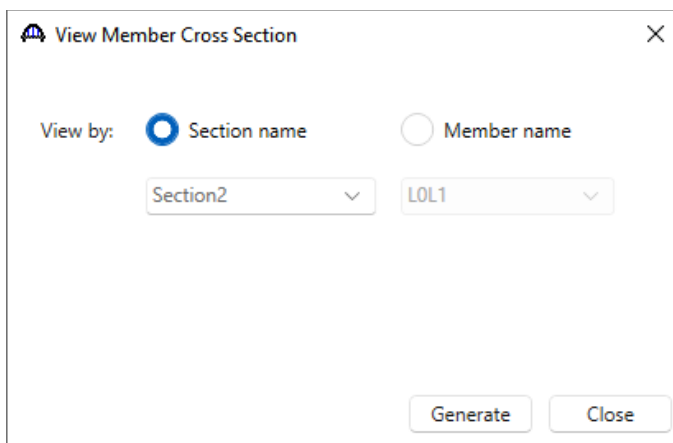 View Member Cross Section
View by: Section name Member name
Section2 L0L1
Generate Close